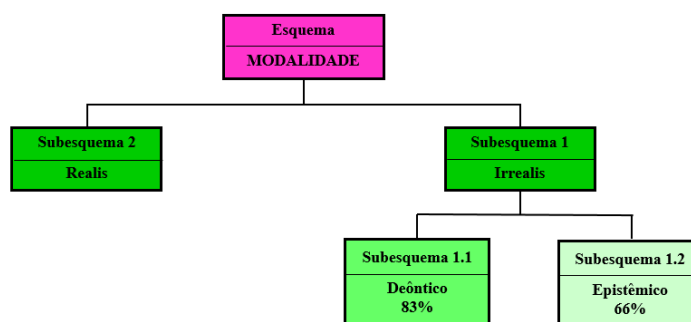 Esquema
MODALIDADE
Subesquema 2
Realis
Subesquema 1
Irrealis
Subesquema 1.1
Deôntico
83%
Subesquema 1.2
Epistêmico
66%